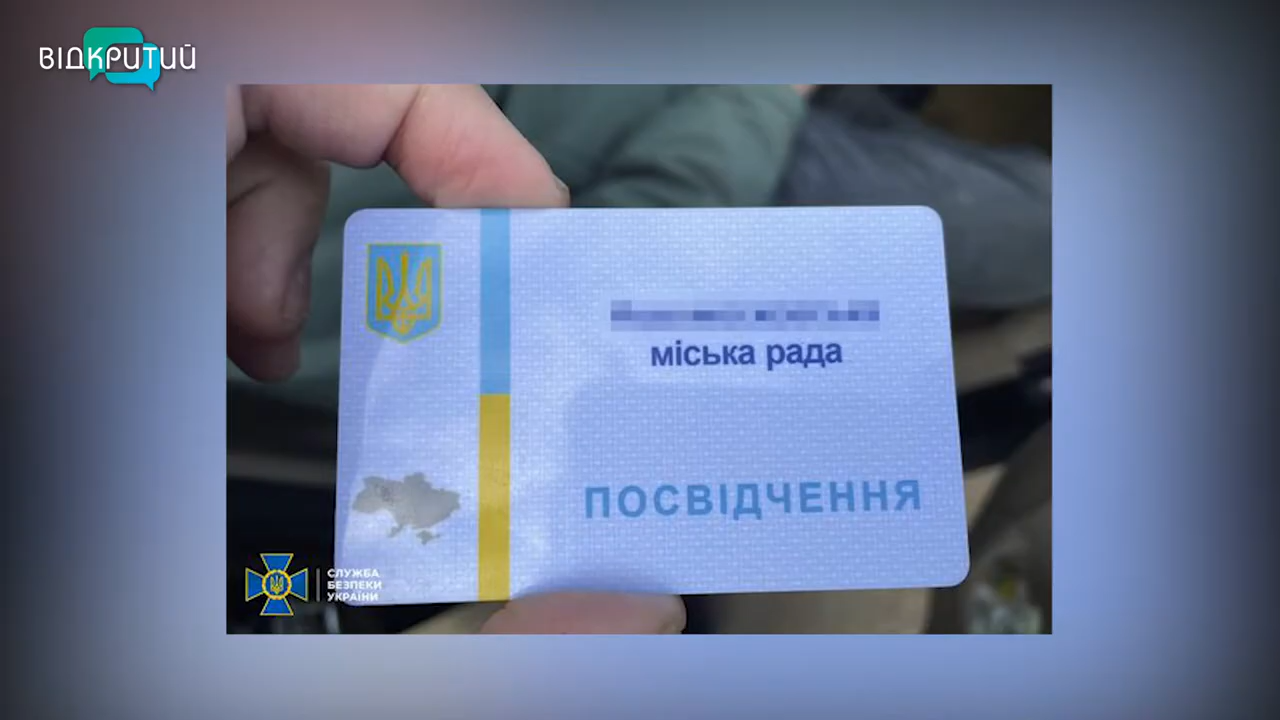 ВІДКРИТИЙ
міська рада
ПОСВІДЧЕННЯ
СЛУЖБА
БЕЗПЕКИ
УКРАЇНИ